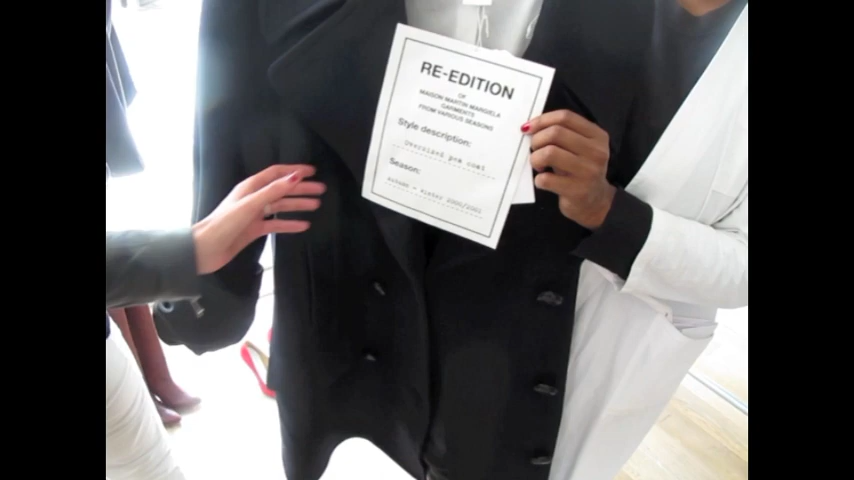 RE-EDITION
OF
MAISON MARTIN MARGIELA
GARMENTS
FROM VARIOUS SEASONS
Style description:
Oversized pea coat
Season:
Autumn - Winter 2000/2001